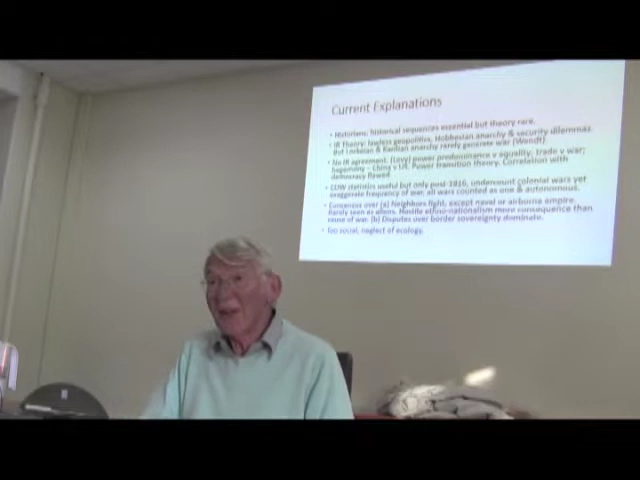 Current Explanations
• Historians: historical sequences essential but theory rare.
• IR Theory: lawless geopolitics, Hobbesian anarchy & security dilemmas
But Lockeian & Kantian anarchy rarely generate war (Wendt)
• No IR agreement. (Levy) power predominance v equality, trade v war;
hegemony – China v US. Power transition theory. Correlation with
democracy flawed
• COW statistics useful but only post-1816, undercount colonial wars yet
exaggerate frequency of war; all wars counted as one & autonomous.
• Consensus over (a) Neighbors fight, except naval or airborne empire.
Rarely seen as aliens. Hostile ethno-nationalism more consequence than
cause of war. (b) Disputes over border sovereignty dominate.
• Too social, neglect of ecology.